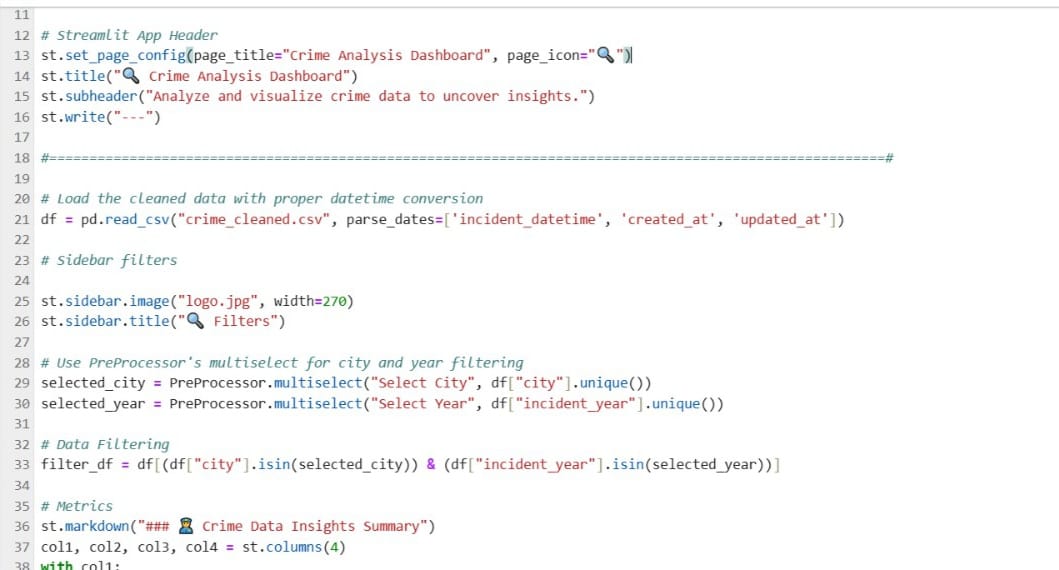 11
12 # Streamlit App Header
13 st.set_page_config(page_title="Crime Analysis Dashboard", page_icon="🔍")
14 st.title("🔍 Crime Analysis Dashboard")
15 st.subheader("Analyze and visualize crime data to uncover insights.")
16 st.write("---")
17
18 #=========================================================================================================#
19
20 # Load the cleaned data with proper datetime conversion
21 df = pd.read_csv("crime_cleaned.csv", parse_dates=['incident_datetime', 'created_at', 'updated_at'])
22
23 # Sidebar filters
24
25 st.sidebar.image("logo.jpg", width=270)
26 st.sidebar.title("🔍 Filters")
27
28 # Use PreProcessor's multiselect for city and year filtering
29 selected_city = PreProcessor.multiselect("Select City", df["city"].unique())
30 selected_year = PreProcessor.multiselect("Select Year", df["incident_year"].unique())
31
32 # Data Filtering
33 filter_df = df[(df["city"].isin(selected_city)) & (df["incident_year"].isin(selected_year))]
34
35 # Metrics
36 st.markdown("### 👮 Crime Data Insights Summary")
37 col1, col2, col3, col4 = st.columns(4)
38 with col1: